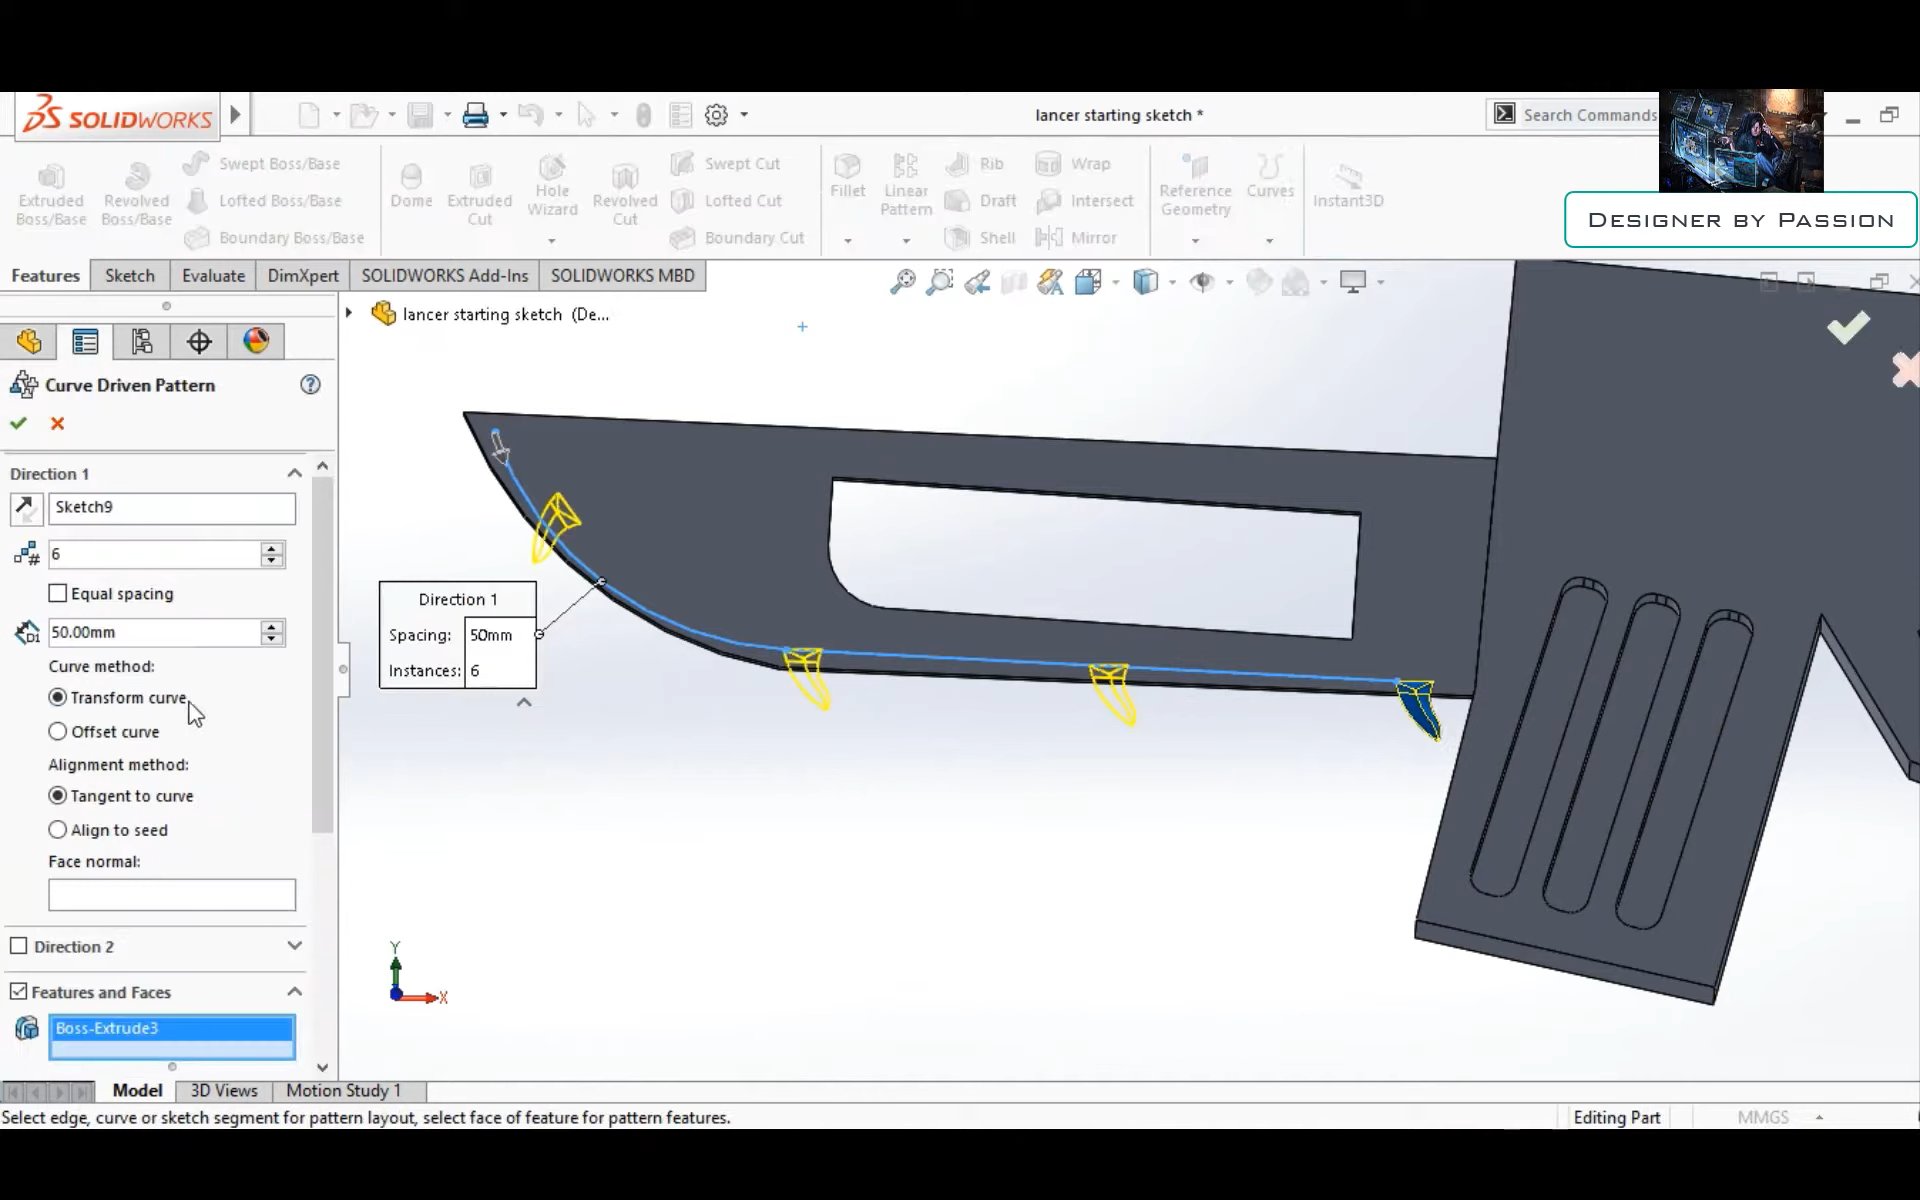 SOLIDWORKS
lancer starting sketch *
Search Commands
Extruded Boss/Base
Revolved Boss/Base
Swept Boss/Base
Lofted Boss/Base
Boundary Boss/Base
Dome
Extruded Cut
Hole Wizard
Revolved Cut
Swept Cut
Lofted Cut
Boundary Cut
Fillet
Linear Pattern
Rib
Draft
Shell
Wrap
Intersect
Mirror
Reference Geometry
Curves
Instant3D
Designer by Passion
Features
Sketch
Evaluate
DimXpert
SOLIDWORKS Add-Ins
SOLIDWORKS MBD
lancer starting sketch (De...
Curve Driven Pattern
Direction 1
Sketch9
6
Equal spacing
D1
50.00mm
Curve method:
Transform curve
Offset curve
Alignment method:
Tangent to curve
Align to seed
Face normal:
Direction 2
Features and Faces
Boss-Extrude3
Direction 1
Spacing: 50mm
Instances: 6
Y
X
Model
3D Views
Motion Study 1
Select edge, curve or sketch segment for pattern layout, select face of feature for pattern features.
Editing Part
MMGS